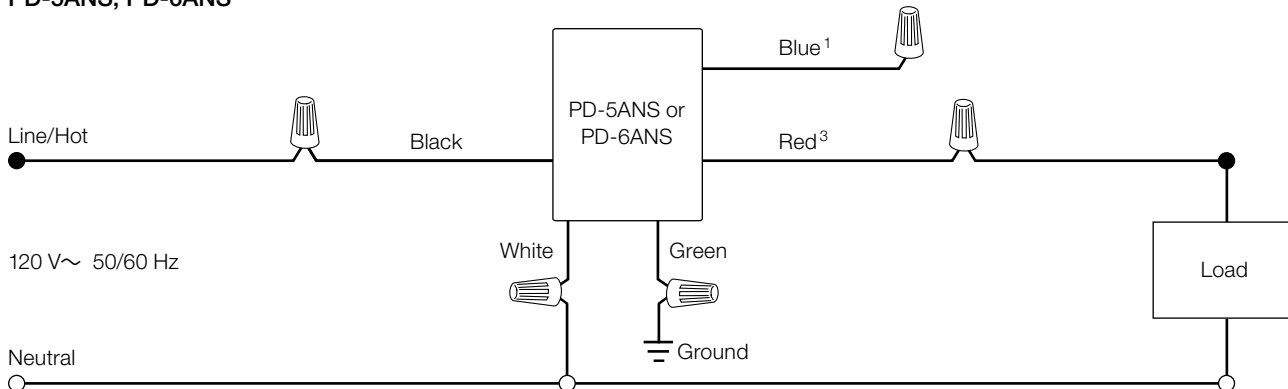 PD-5ANS, PD-6ANS
Blue 1
PD-5ANS or
PD-6ANS
Line/Hot
Black
Red 3
White
Green
120 V~ 50/60 Hz
Load
Ground
Neutral